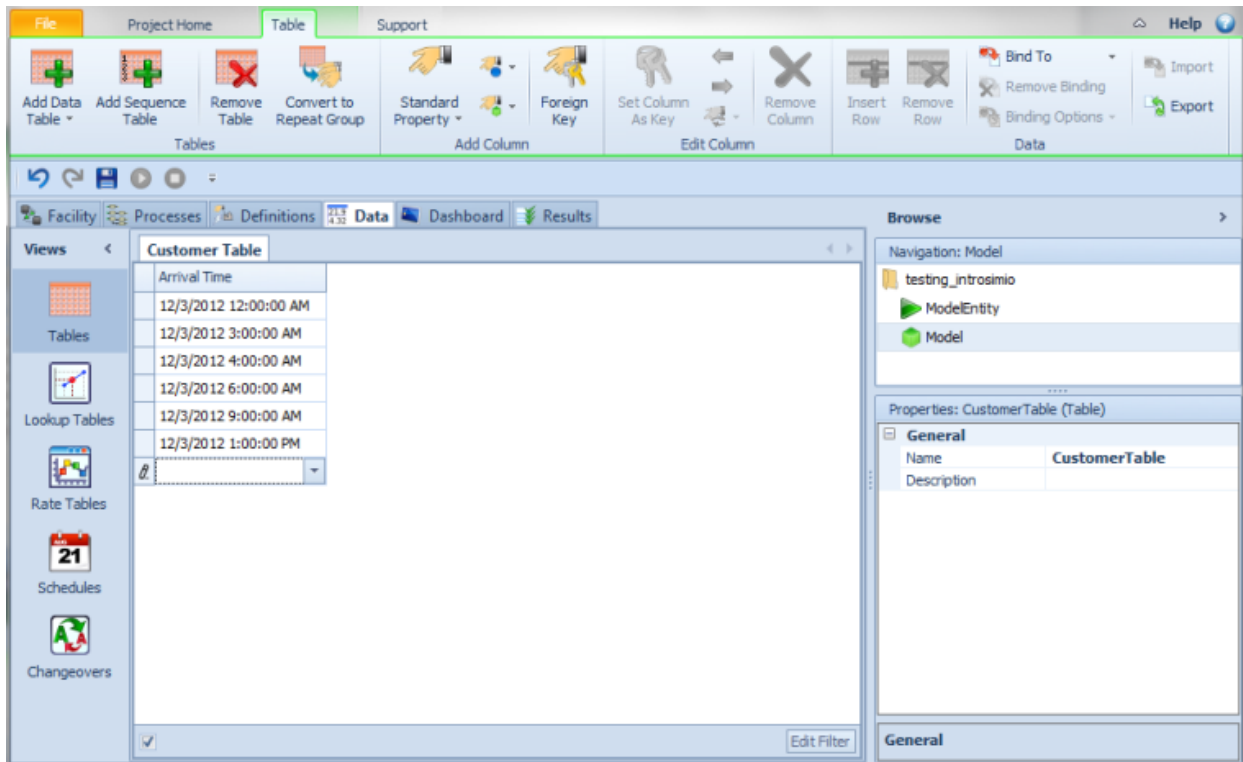 File Project Home Table Support Help
Add Data Table
Add Sequence Table
Remove Table
Convert to Repeat Group
Tables
Standard Property
Foreign Key
Add Column
Set Column As Key
Remove Column
Edit Column
Insert Row
Remove Row
Bind To
Remove Binding
Binding Options
Import
Export
Data
Facility Processes Definitions Data Dashboard Results
Views
Tables
Lookup Tables
Rate Tables
21
Schedules
Changeovers
Customer Table
Arrival Time
12/3/2012 12:00:00 AM
12/3/2012 3:00:00 AM
12/3/2012 4:00:00 AM
12/3/2012 6:00:00 AM
12/3/2012 9:00:00 AM
12/3/2012 1:00:00 PM
Edit Filter
Browse
Navigation: Model
testing_introsimio
ModelEntity
Model
Properties: CustomerTable (Table)
General
Name CustomerTable
Description
General